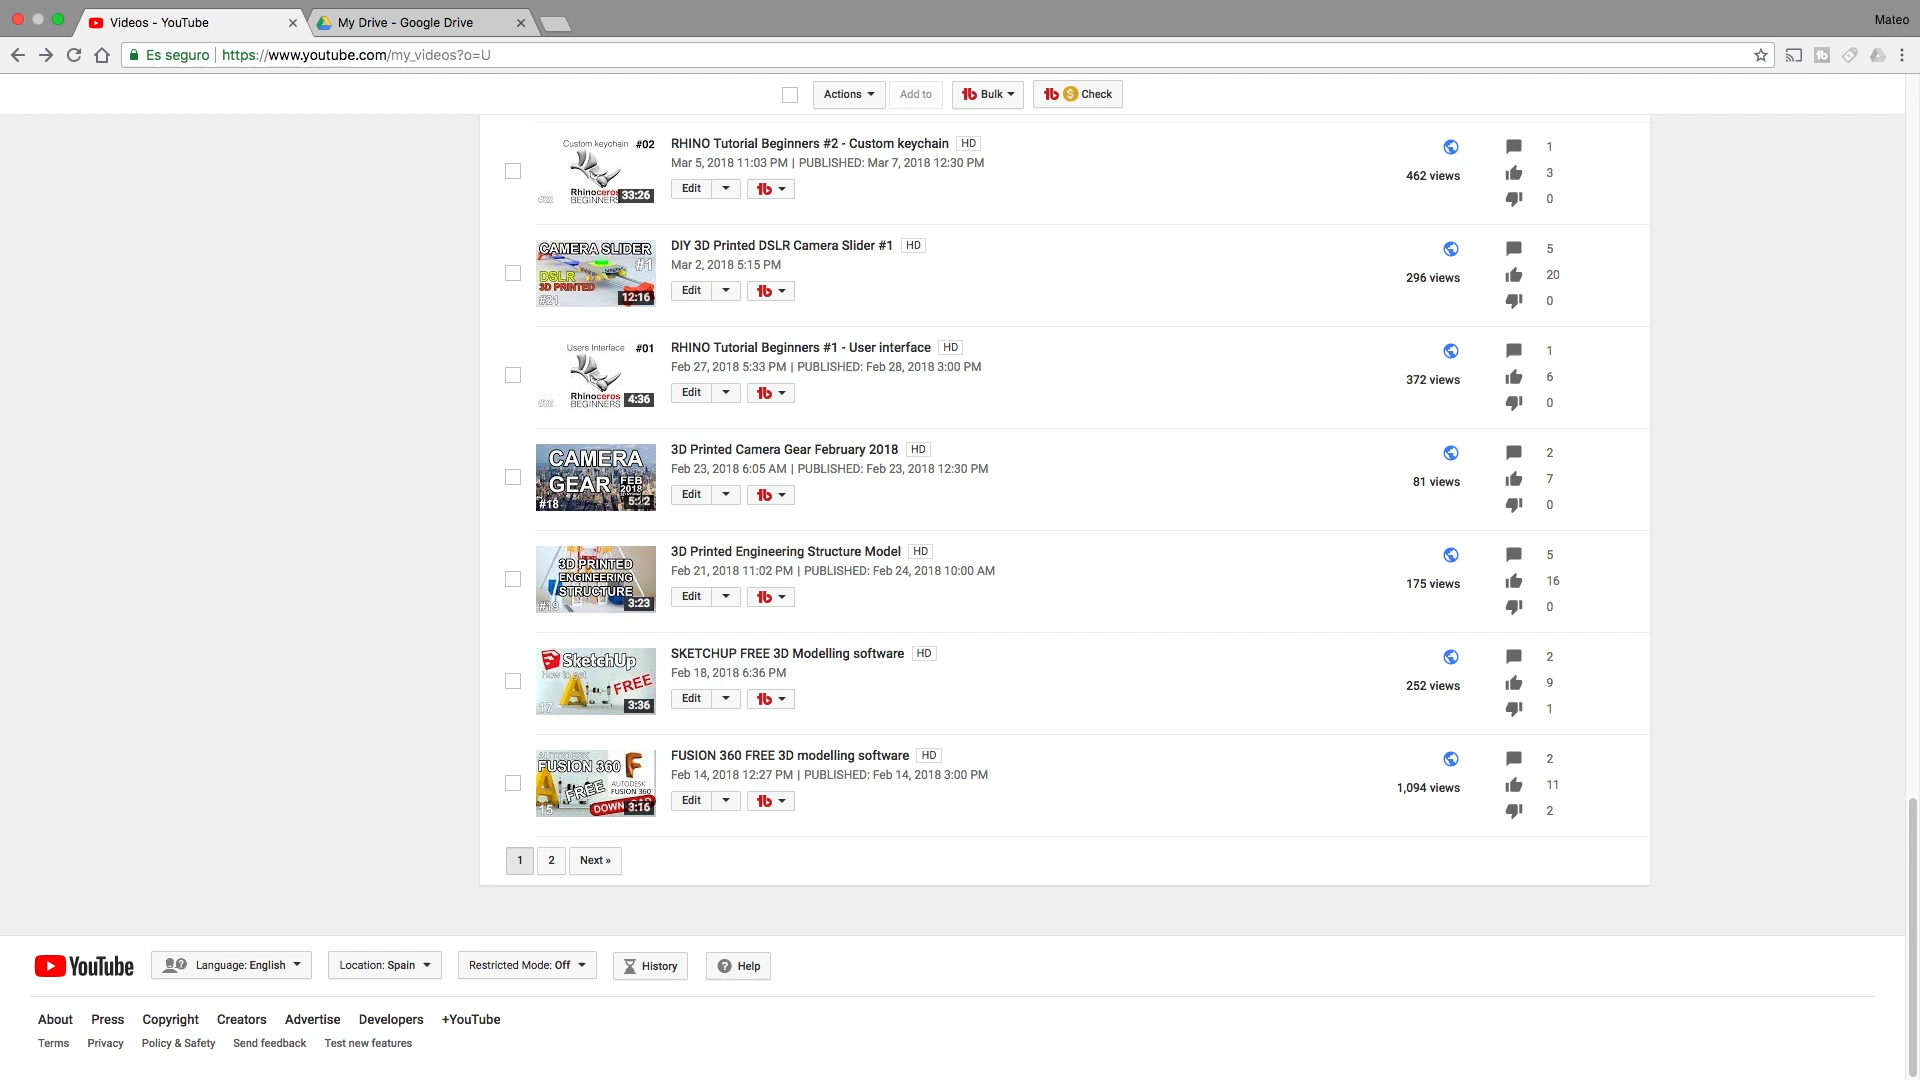 Videos - YouTube
My Drive - Google Drive
Mateo
Es seguro
https://www.youtube.com/my_videos?o=U
Actions
Add to
Bulk
Check
Custom keychain #02
Rhinoceros
BEGINNERS
33:26
RHINO Tutorial Beginners #2 - Custom keychain HD
Mar 5, 2018 11:03 PM | PUBLISHED: Mar 7, 2018 12:30 PM
Edit
462 views
1
3
0
CAMERA SLIDER
#1
DSLR
3D PRINTED
#21
12:16
DIY 3D Printed DSLR Camera Slider #1 HD
Mar 2, 2018 5:15 PM
Edit
296 views
5
20
0
Users Interface #01
Rhinoceros
BEGINNERS
4:36
RHINO Tutorial Beginners #1 - User interface HD
Feb 27, 2018 5:33 PM | PUBLISHED: Feb 28, 2018 3:00 PM
Edit
372 views
1
6
0
CAMERA
GEAR FEB
2018
#18
3D Printed Camera Gear February 2018 HD
Feb 23, 2018 6:05 AM | PUBLISHED: Feb 23, 2018 12:30 PM
Edit
81 views
2
7
0
3D PRINTED
ENGINEERING
STRUCTURE
#19
3:23
3D Printed Engineering Structure Model HD
Feb 21, 2018 11:02 PM | PUBLISHED: Feb 24, 2018 10:00 AM
Edit
175 views
5
16
0
SketchUp
How to get
FREE
17
3:36
SKETCHUP FREE 3D Modelling software HD
Feb 18, 2018 6:36 PM
Edit
252 views
2
9
1
AUTODESK
FUSION 360
AUTODESK
FUSION 360
FREE
15
3:16
FUSION 360 FREE 3D modelling software HD
Feb 14, 2018 12:27 PM | PUBLISHED: Feb 14, 2018 3:00 PM
Edit
1,094 views
2
11
2
1
2
Next »
YouTube
Language: English
Location: Spain
Restricted Mode: Off
History
Help
About Press Copyright Creators Advertise Developers +YouTube
Terms Privacy Policy & Safety Send feedback Test new features